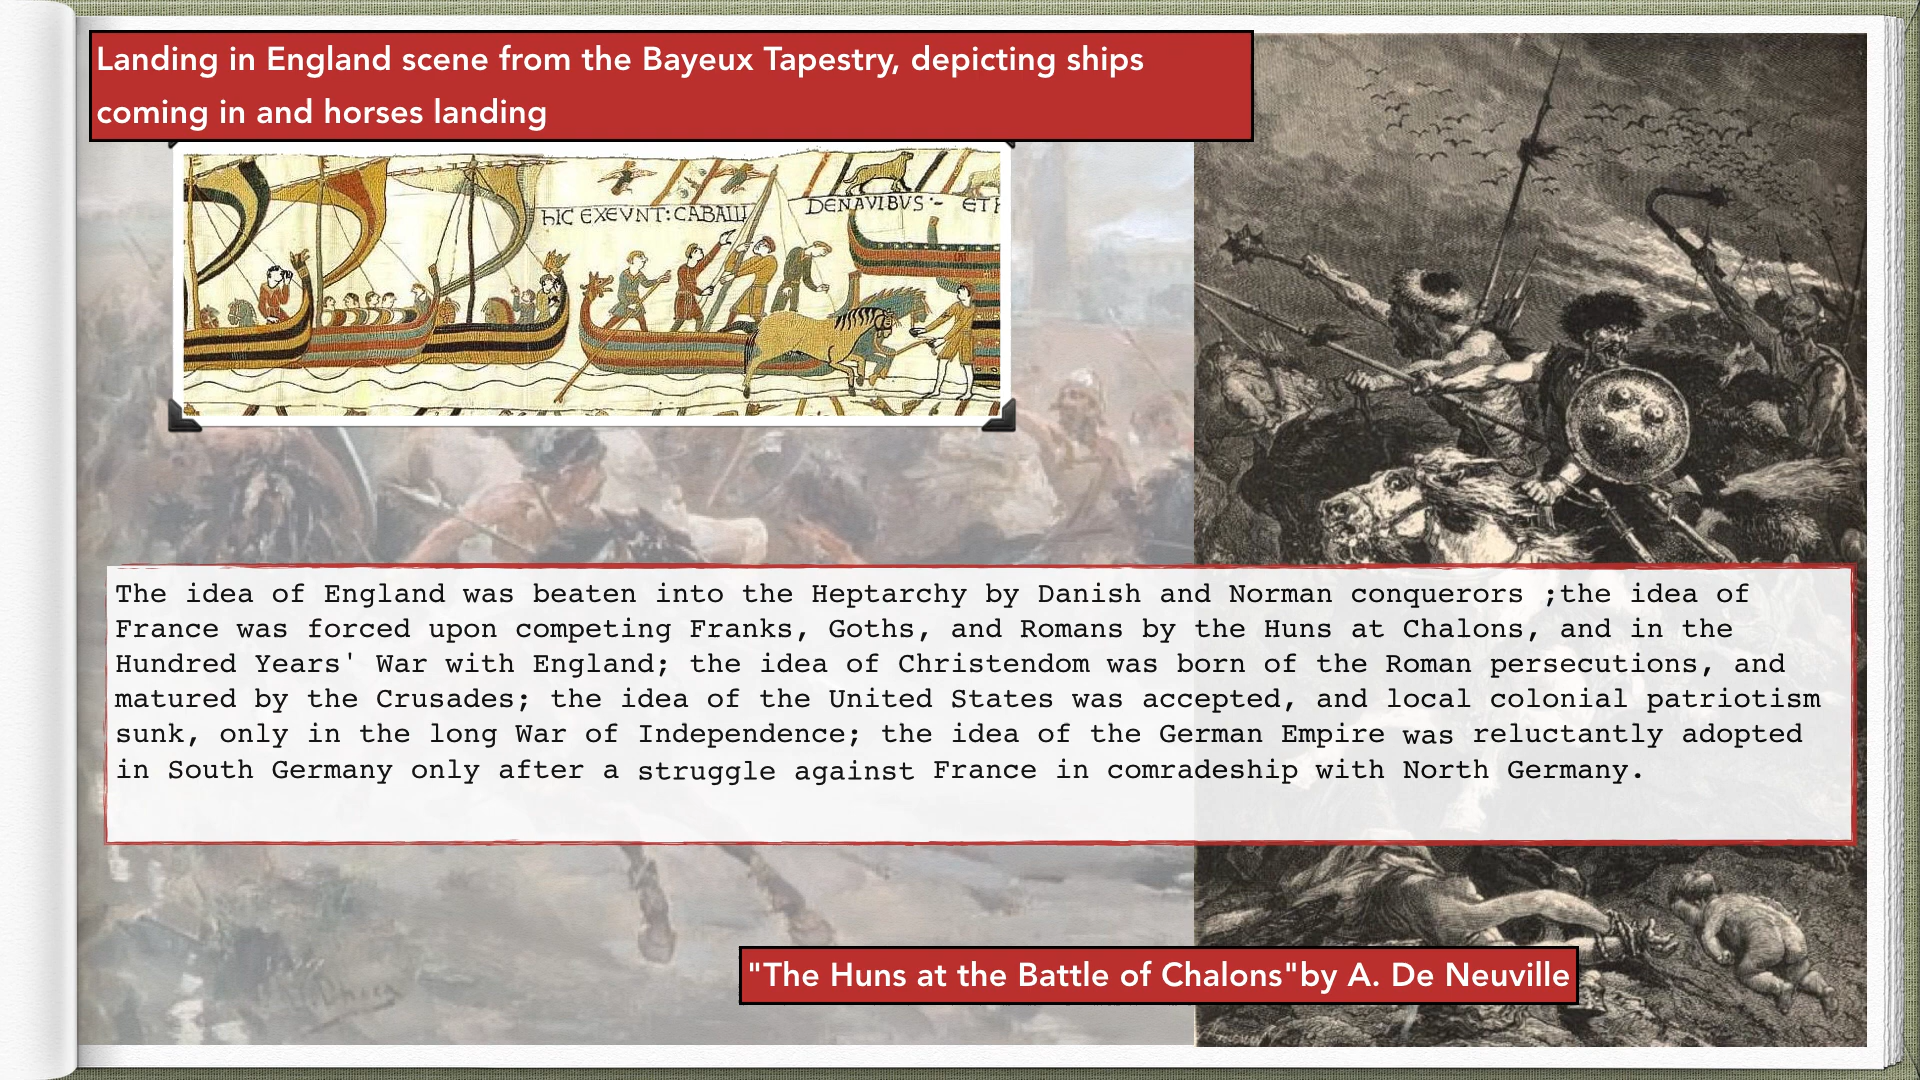 Landing in England scene from the Bayeux Tapestry, depicting ships
coming in and horses landing
hIC EXEVNT: CABALLI DENAVIBVS·- ET h
The idea of England was beaten into the Heptarchy by Danish and Norman conquerors ;the idea of
France was forced upon competing Franks, Goths, and Romans by the Huns at Chalons, and in the
Hundred Years' War with England; the idea of Christendom was born of the Roman persecutions, and
matured by the Crusades; the idea of the United States was accepted, and local colonial patriotism
sunk, only in the long War of Independence; the idea of the German Empire was reluctantly adopted
in South Germany only after a struggle against France in comradeship with North Germany.
"The Huns at the Battle of Chalons"by A. De Neuville